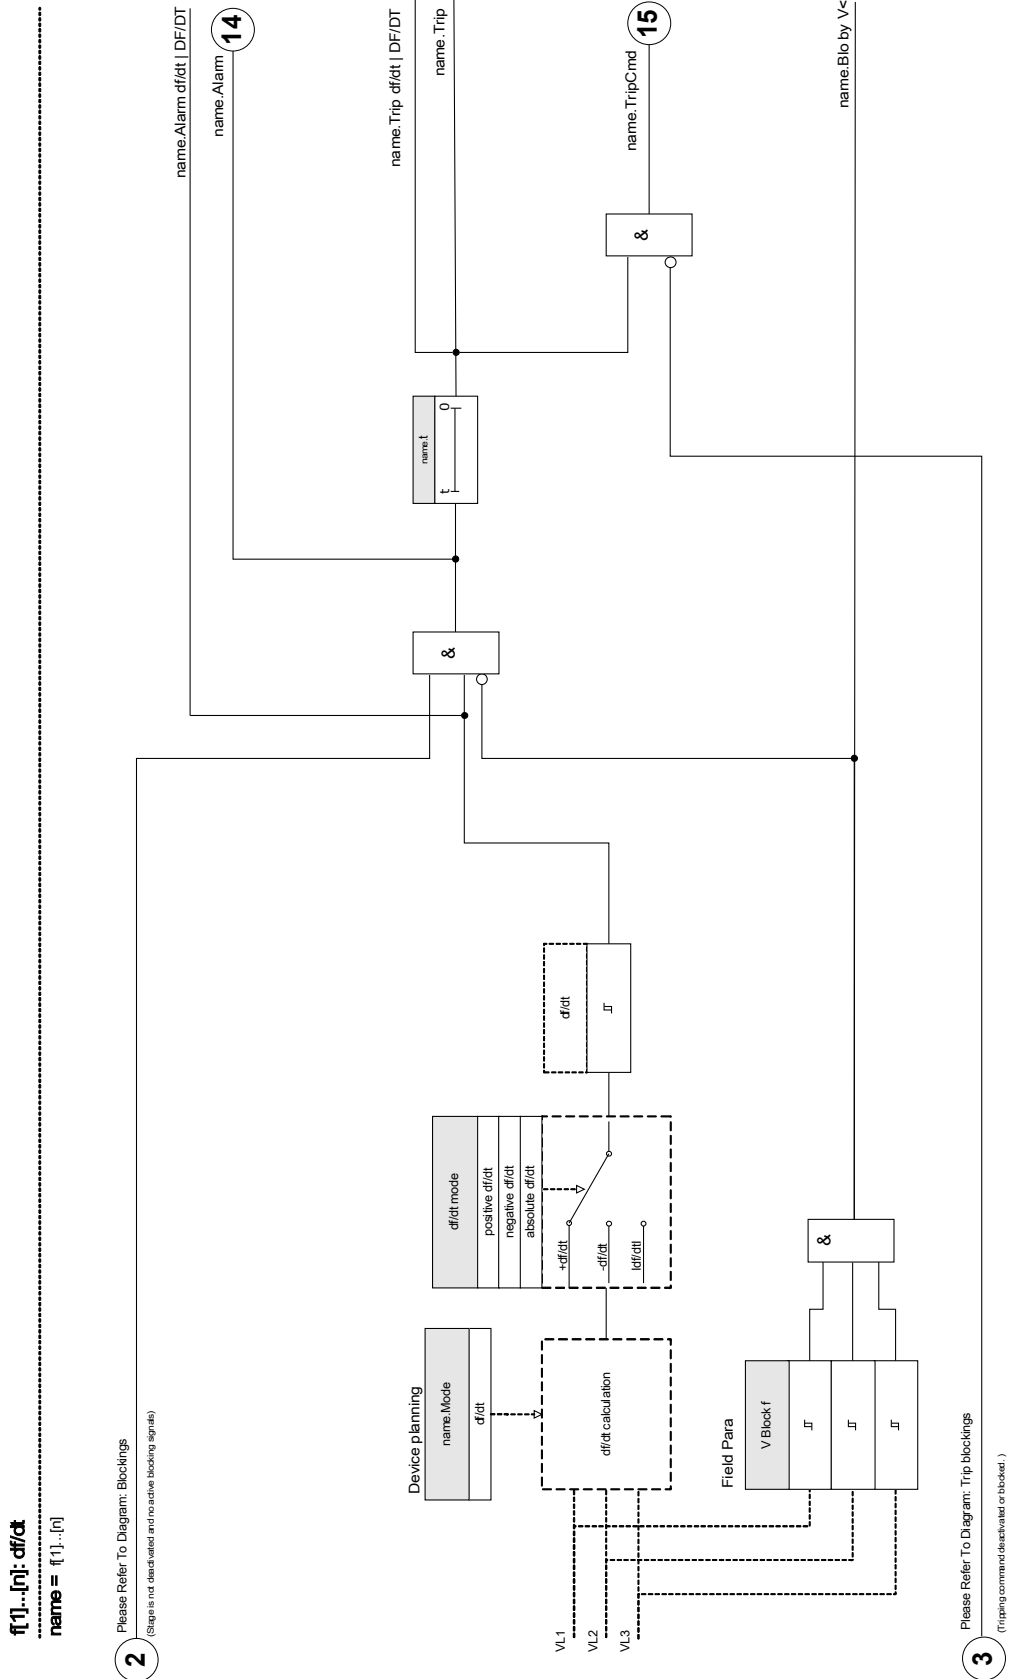 f[1]...[n]: df/dt
name = f[1]...[n]
2
Please Refer To Diagram: Blockings
(Stage is not deactivated and no active blocking signals)
name.Alarm df/dt | DF/DT
name.Alarm
14
Device planning
name.Mode
df/dt
df/dt calculation
df/dt mode
positive df/dt
negative df/dt
absolute df/dt
+df/dt
-df/dt
Idf/dtI
df/dt
&
name.t
t
0
name.Trip df/dt | DF/DT
name.Trip
&
name.TripCmd
15
VL1
VL2
VL3
Field Para
V Block f
&
name.Blo by V<
3
Please Refer To Diagram: Trip blockings
(Tripping command deactivated or blocked. )